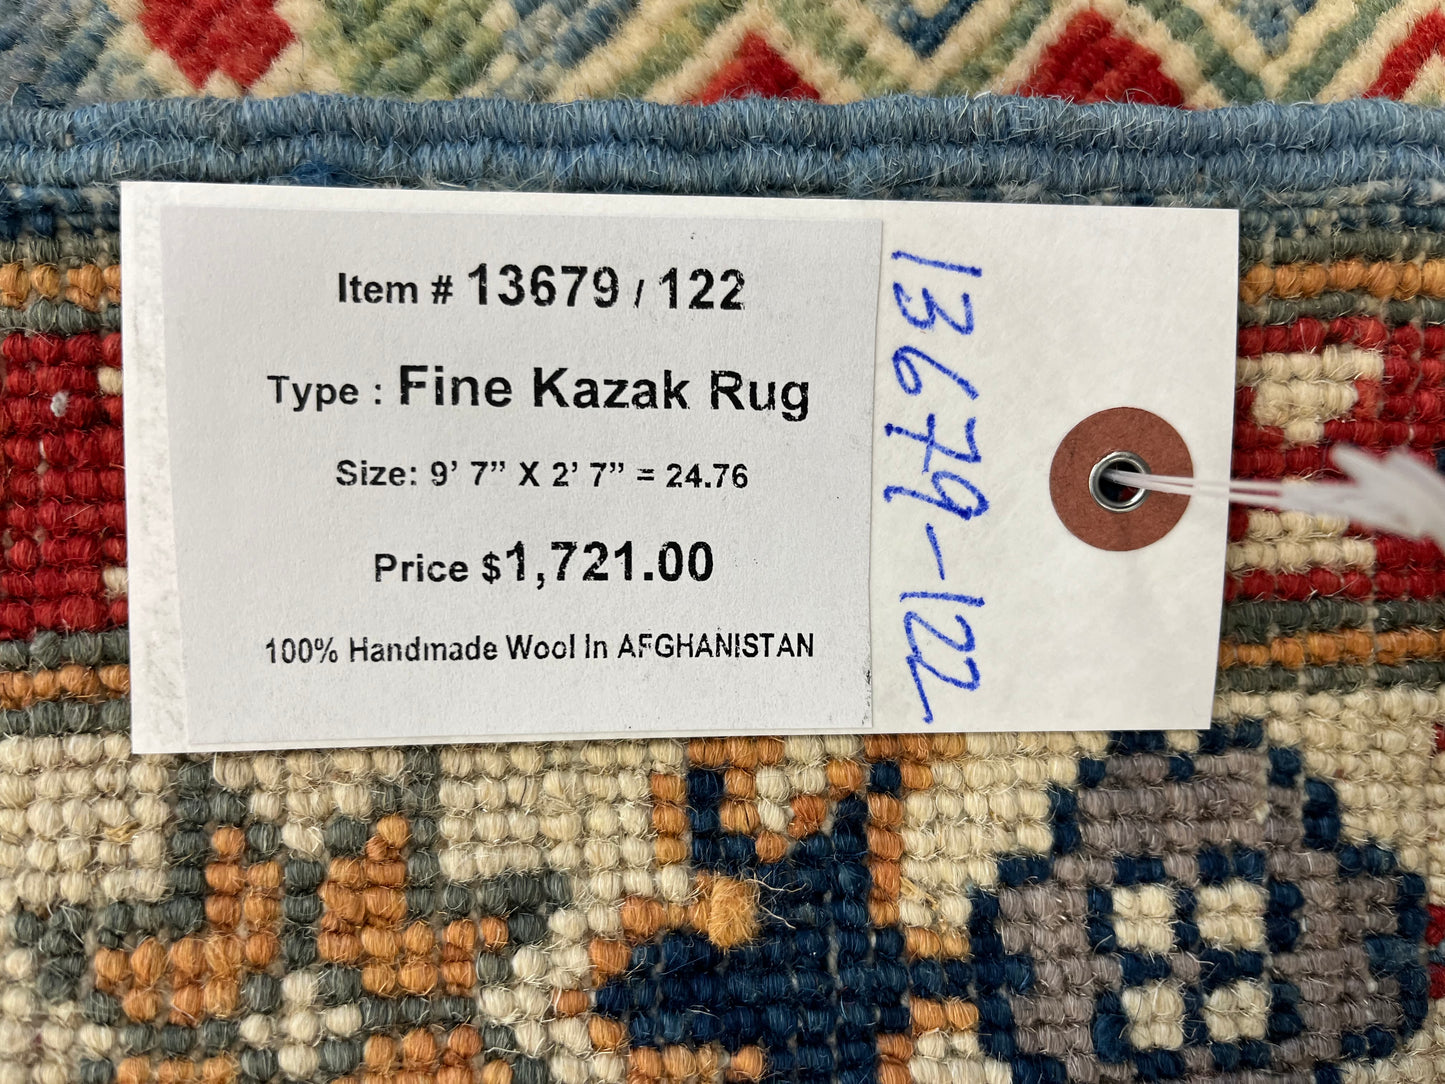 Item # 13679 / 122
Type : Fine Kazak Rug
Size: 9’ 7” X 2’ 7” = 24.76
Price $1,721.00
100% Handmade Wool In AFGHANISTAN
13679-122